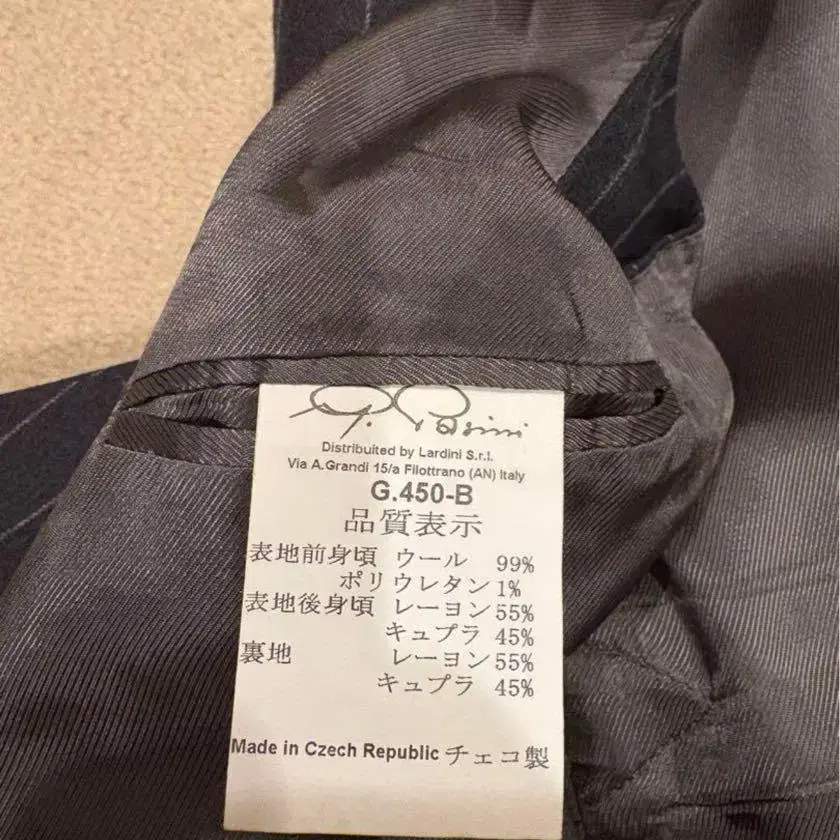 G. Pasini
Distribuited by Lardini S.r.l.
Via A.Grandi 15/a Filottrano (AN) Italy
G.450-B
品質表示
表地前身頃 ウール 99%
ポリウレタン 1%
表地後身頃 レーヨン 55%
キュプラ 45%
裏地 レーヨン 55%
キュプラ 45%
Made in Czech Republic チェコ製